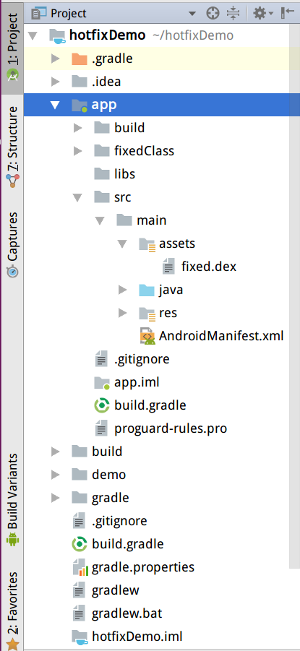 Project
hotfixDemo ~/hotfixDemo
.gradle
.idea
app
build
fixedClass
libs
src
main
assets
fixed.dex
java
res
AndroidManifest.xml
.gitignore
app.iml
build.gradle
proguard-rules.pro
build
demo
gradle
.gitignore
build.gradle
gradle.properties
gradlew
gradlew.bat
hotfixDemo.iml
1: Project
7: Structure
Captures
Build Variants
2: Favorites